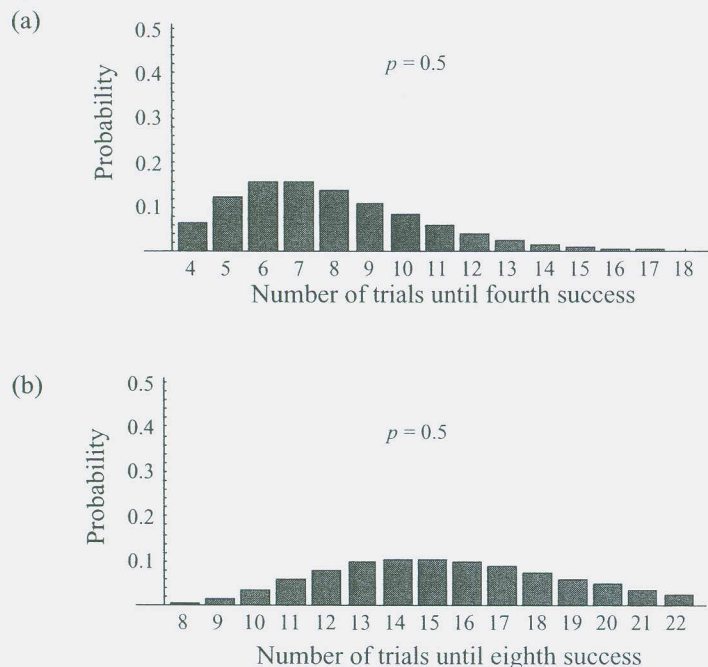 (a)
0.5
0.4
0.3
0.2
0.1
Probability
p = 0.5
4 5 6 7 8 9 10 11 12 13 14 15 16 17 18
Number of trials until fourth success
(b)
0.5
0.4
0.3
0.2
0.1
Probability
p = 0.5
8 9 10 11 12 13 14 15 16 17 18 19 20 21 22
Number of trials until eighth success